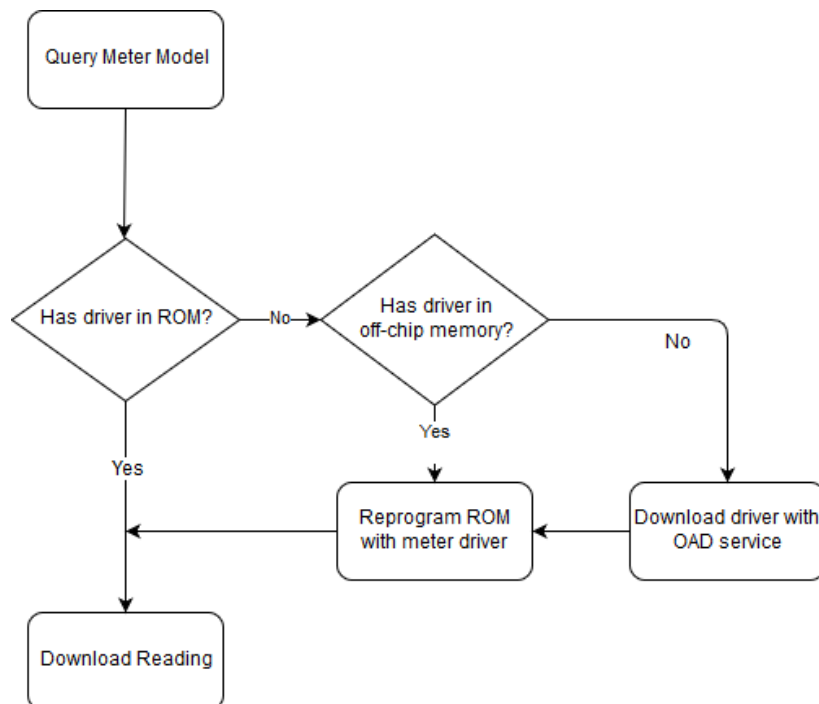 Query Meter Model
Has driver in ROM?
No
Has driver in
off-chip memory?
No
Yes
Yes
Reprogram ROM
with meter driver
Download driver with
OAD service
Download Reading